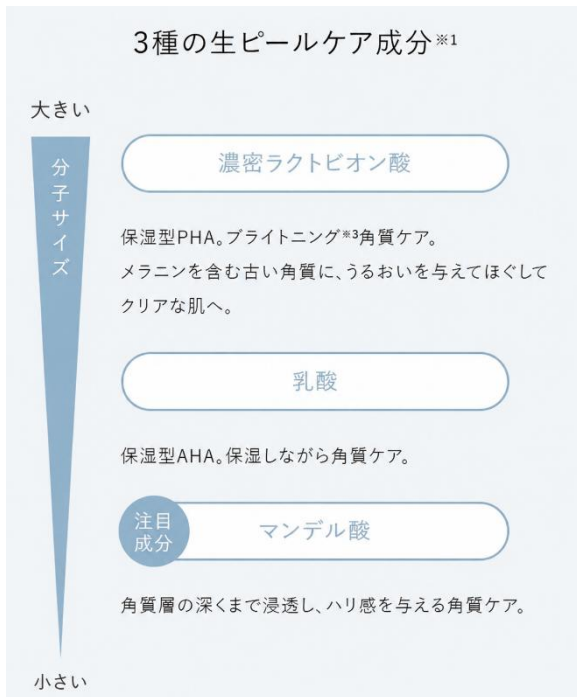 3種の生ピールケア成分※1
大きい
分子サイズ
濃密ラクトビオン酸
保湿型PHA。ブライトニング※3角質ケア。
メラニンを含む古い角質に、うるおいを与えてほぐして
クリアな肌へ。
乳酸
保湿型AHA。保湿しながら角質ケア。
注目
成分
マンデル酸
角質層の深くまで浸透し、ハリ感を与える角質ケア。
小さい